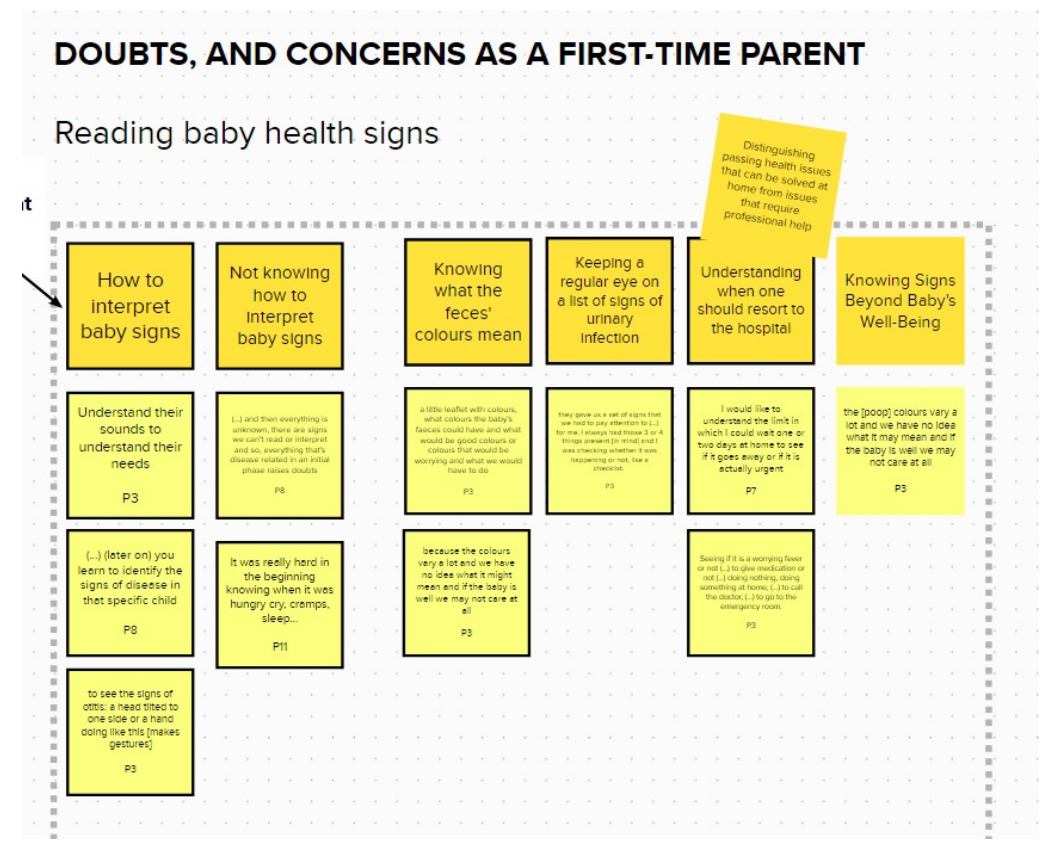 DOUBTS, AND CONCERNS AS A FIRST-TIME PARENT
Reading baby health signs
Distinguishing
passing health issues
that can be solved at
home from issues
that require
professional help
How to
interpret
baby signs
Understand their
sounds to
understand their
needs
P3
(...) (later on) you
learn to identify the
signs of disease in
that specific child
P8
to see the signs of
otitis: a head tilted to
one side or a hand
doing like this [makes
gestures]
P3
Not knowing
how to
interpret
baby signs
(...) and then everything is
unknown, there are signs
we can't read or interpret
and so, everything that's
disease related in an initial
phase raises doubts
P8
It was really hard in
the beginning
knowing when it was
hungry cry, cramps,
sleep...
P11
Knowing
what the
feces'
colours mean
a little leaflet with colours,
what colours the baby's
faeces could have and what
would be good colours or
colours that would be
worrying and what we would
have to do
P3
because the colours
vary a lot and we have
no idea what it might
mean and if the baby is
well we may not care at
all
P3
Keeping a
regular eye on
a list of signs of
urinary
infection
they gave us a set of signs that
we had to pay attention to (...)
for me, I always had those 3 or 4
things present [in mind] and I
was checking whether it was
happening or not, like a
checklist.
P3
Understanding
when one
should resort to
the hospital
I would like to
understand the limit in
which I could wait one or
two days at home to see
if it goes away or if it is
actually urgent
P7
Seeing if it is a worrying fever
or not (...) to give medication or
not (...) doing nothing, doing
something at home, (...) to call
the doctor, (...) to go to the
emergency room.
P3
Knowing Signs
Beyond Baby's
Well-Being
the [poop] colours vary a
lot and we have no idea
what it may mean and if
the baby is well we may
not care at all
P3